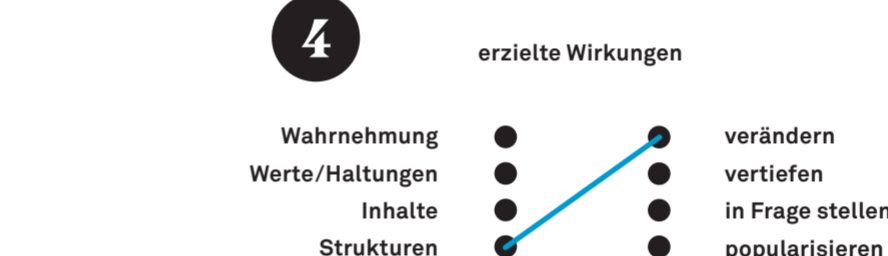 4
erzielte Wirkungen
Wahrnehmung verändern
Werte/Haltungen vertiefen
Inhalte in Frage stellen
Strukturen popularisieren